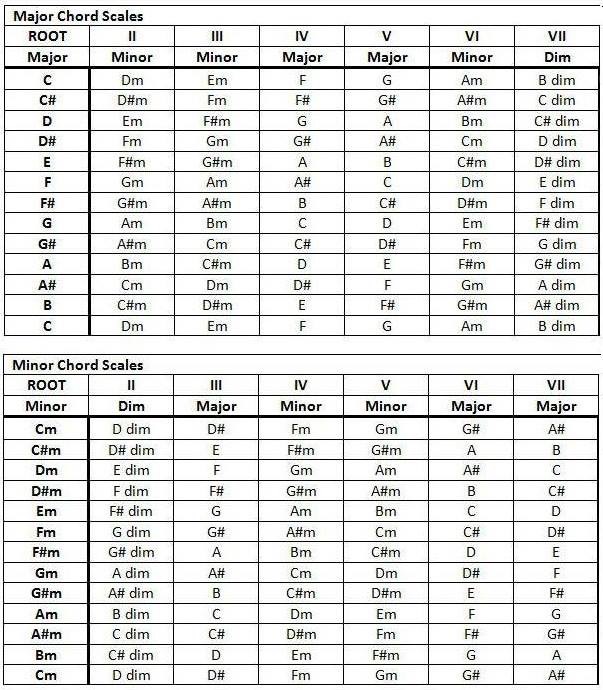 Major Chord Scales
ROOT II III IV V VI VII
Major Minor Minor Major Major Minor Dim
C Dm Em F G Am B dim
C# D#m Fm F# G# A#m C dim
D Em F#m G A Bm C# dim
D# Fm Gm G# A# Cm D dim
E F#m G#m A B C#m D# dim
F Gm Am A# C Dm E dim
F# G#m A#m B C# D#m F dim
G Am Bm C D Em F# dim
G# A#m Cm C# D# Fm G dim
A Bm C#m D E F#m G# dim
A# Cm Dm D# F Gm A dim
B C#m D#m E F# G#m A# dim
C Dm Em F G Am B dim
Minor Chord Scales
ROOT II III IV V VI VII
Minor Dim Major Minor Minor Major Major
Cm D dim D# Fm Gm G# A#
C#m D# dim E F#m G#m A B
Dm E dim F Gm Am A# C
D#m F dim F# G#m A#m B C#
Em F# dim G Am Bm C D
Fm G dim G# A#m Cm C# D#
F#m G# dim A Bm C#m D E
Gm A dim A# Cm Dm D# F
G#m A# dim B C#m D#m E F#
Am B dim C Dm Em F G
A#m C dim C# D#m Fm F# G#
Bm C# dim D Em F#m G A
Cm D dim D# Fm Gm G# A#